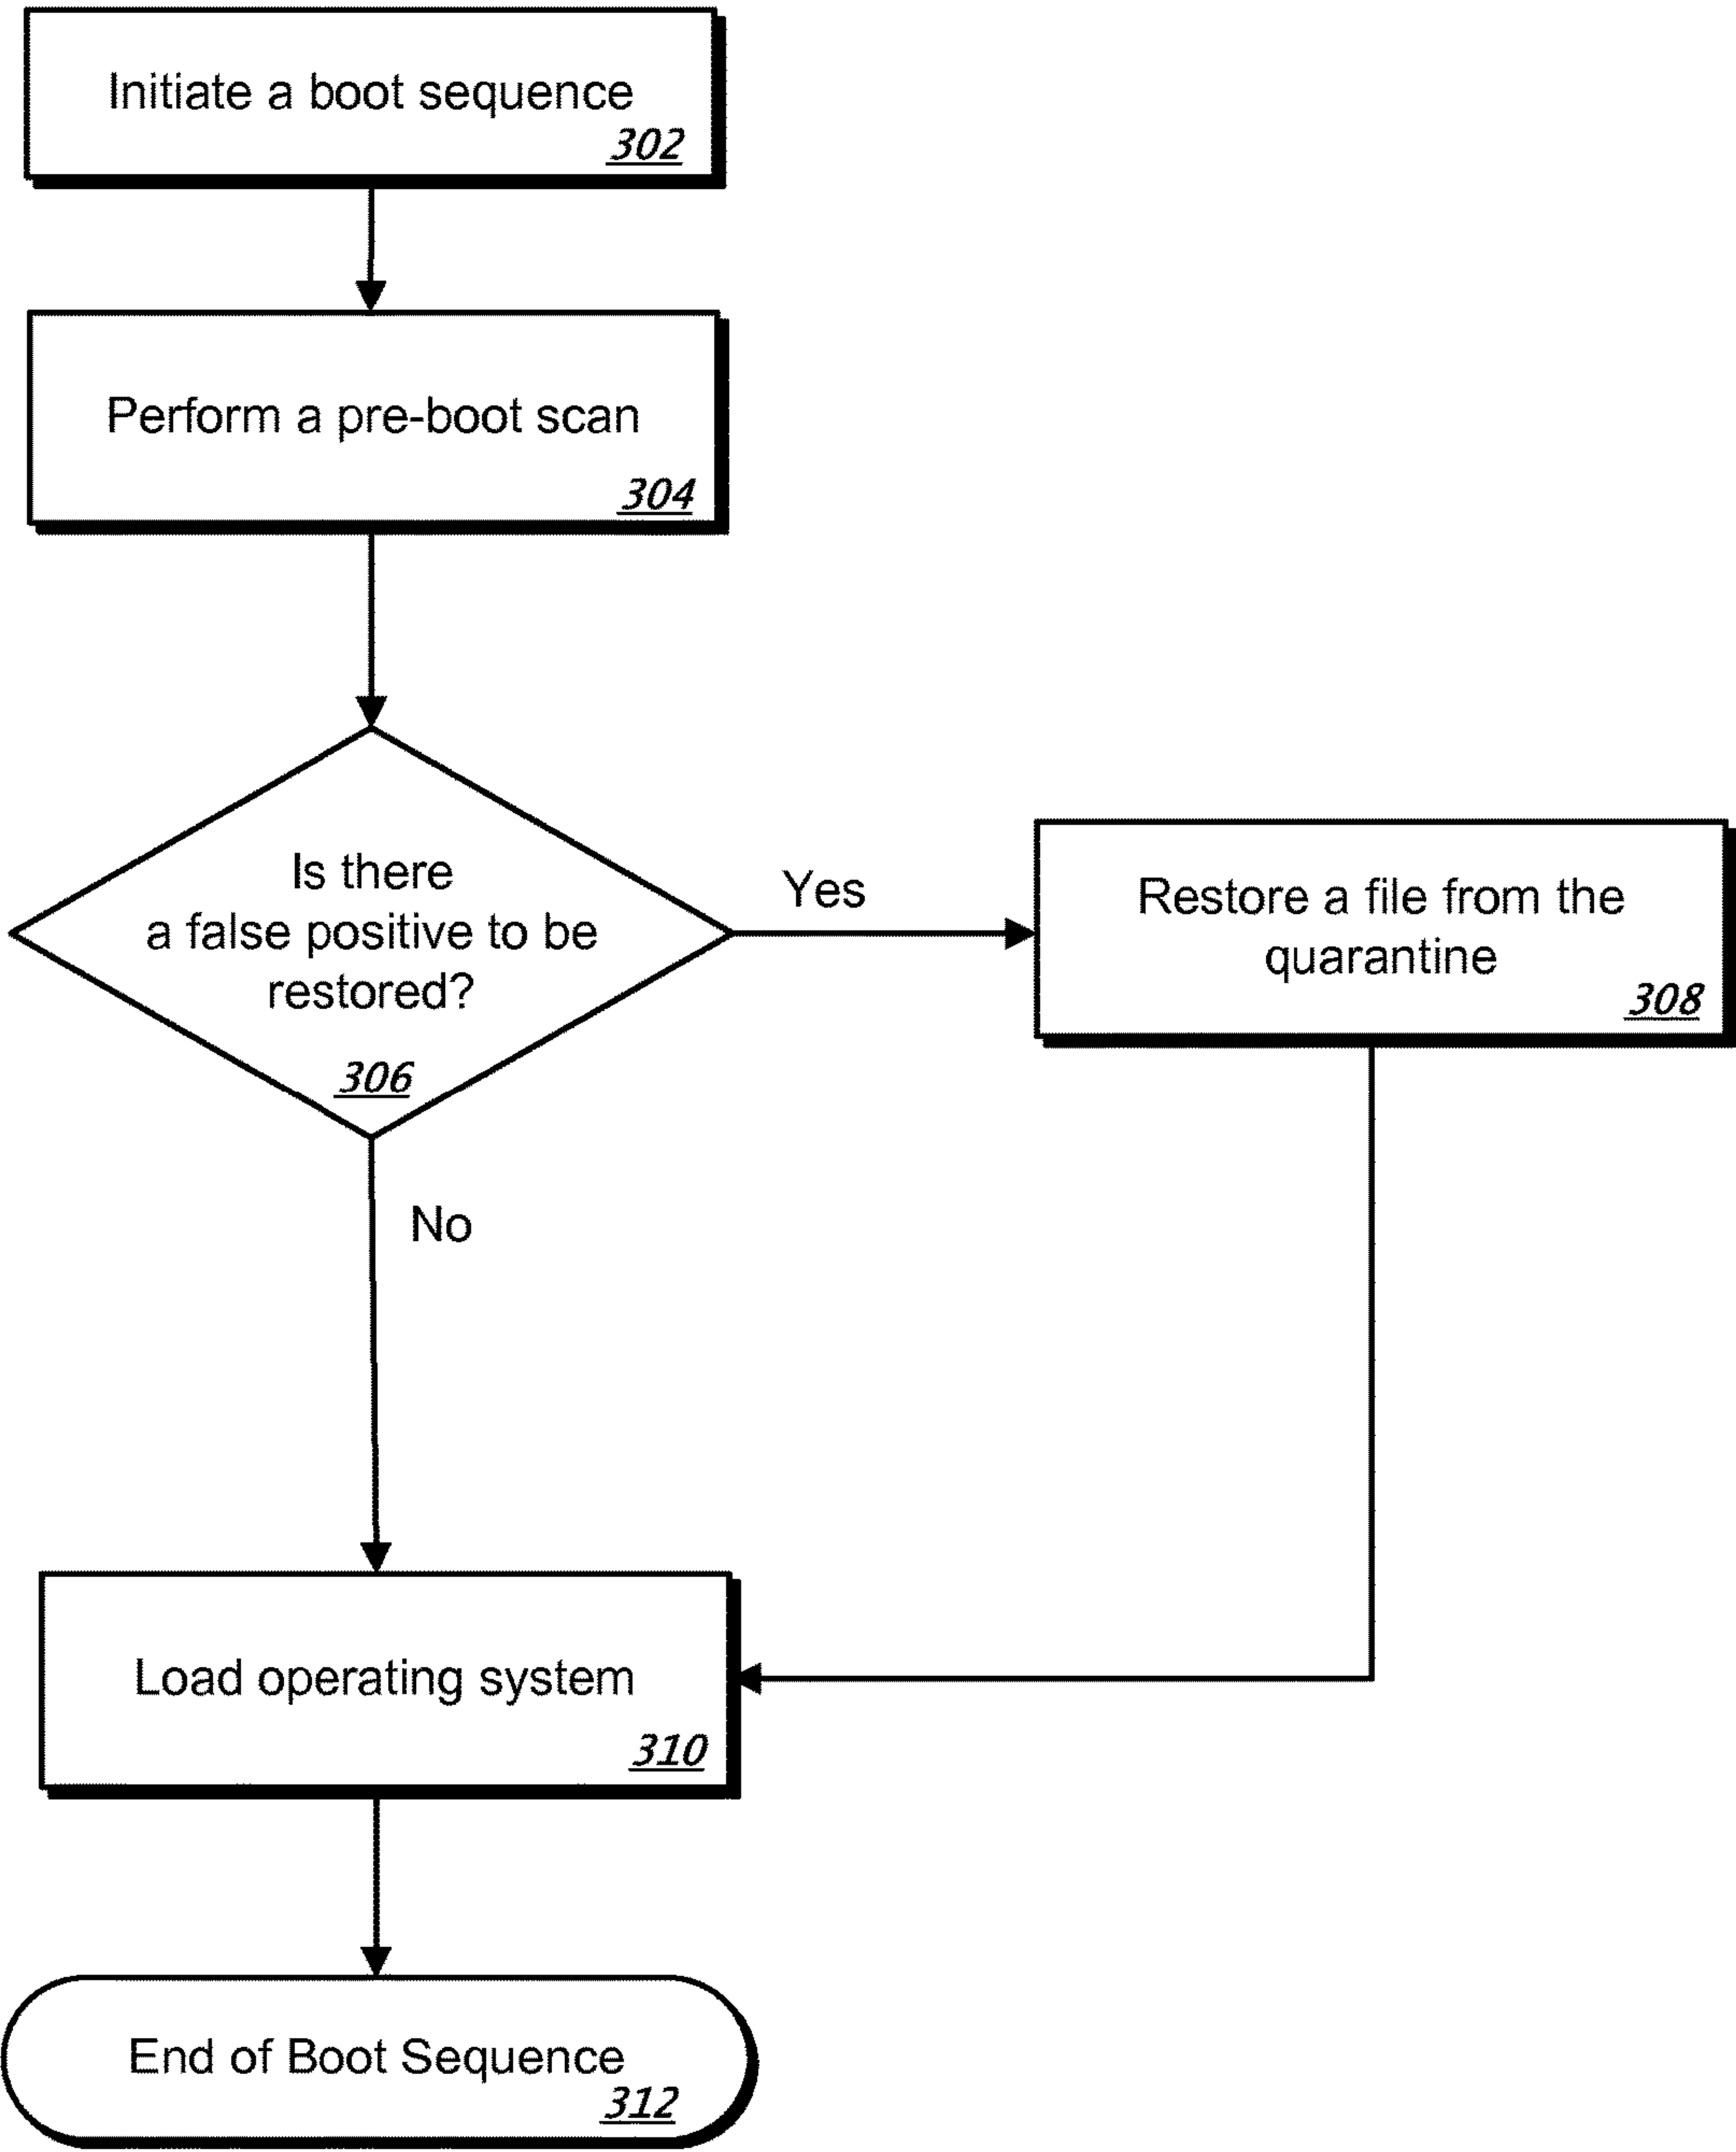 Initiate a boot sequence
302
Perform a pre-boot scan
304
Is there
a false positive to be
restored?
306
Yes
Restore a file from the
quarantine
308
No
Load operating system
310
End of Boot Sequence
312